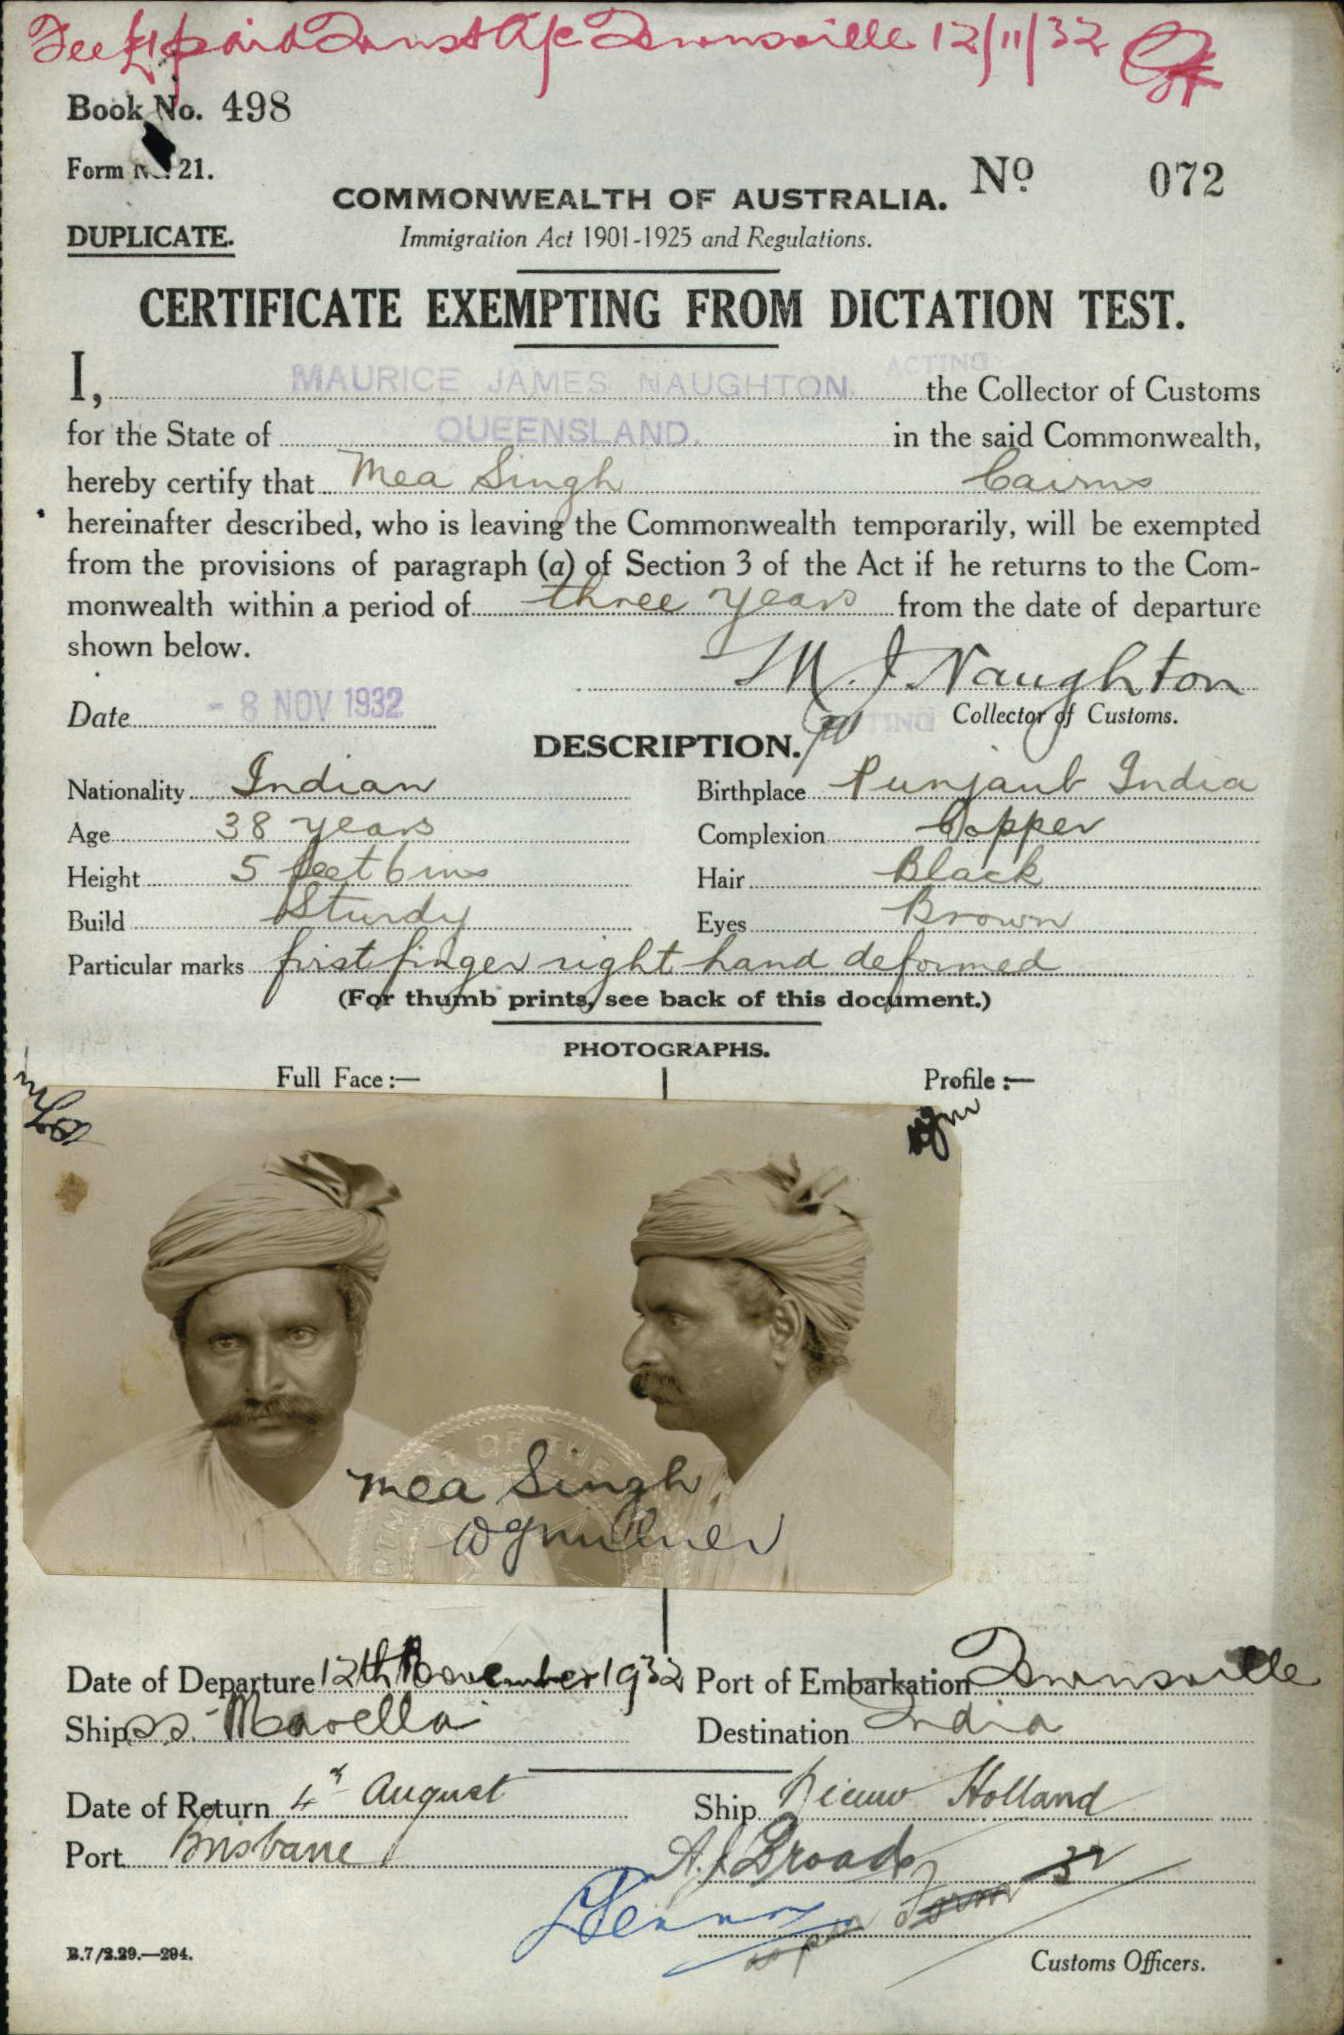 Fee £1 paid Trust A/c Townsville 12/11/32
Book No. 498
Form No. 21.
No 072
COMMONWEALTH OF AUSTRALIA.
DUPLICATE.
Immigration Act 1901-1925 and Regulations.
CERTIFICATE EXEMPTING FROM DICTATION TEST.
ACTING
I, MAURICE JAMES NAUGHTON. the Collector of Customs
for the State of QUEENSLAND. in the said Commonwealth,
hereby certify that Mea Singh Cairns
hereinafter described, who is leaving the Commonwealth temporarily, will be exempted
from the provisions of paragraph (a) of Section 3 of the Act if he returns to the Com-
monwealth within a period of three years from the date of departure
shown below.
M. J. Naughton
Date - 8 NOV 1932 ACTING Collector of Customs.
DESCRIPTION.
Nationality Indian Birthplace Punjaub India
Age 38 years Complexion Copper
Height 5 feet 6 ins Hair Black
Build Sturdy Eyes Brown
Particular marks first finger right hand deformed
(For thumb prints, see back of this document.)
PHOTOGRAPHS.
Full Face :— Profile :—
Mea Singh
WGMilner
Date of Departure 12th November 1932 Port of Embarkation Townsville
Ship S.S. Marella Destination India
Date of Return 4th August Ship Nieuw Holland
Port Brisbane A.J. Broad
Form 32
B.7/3.29.—294. Customs Officers.